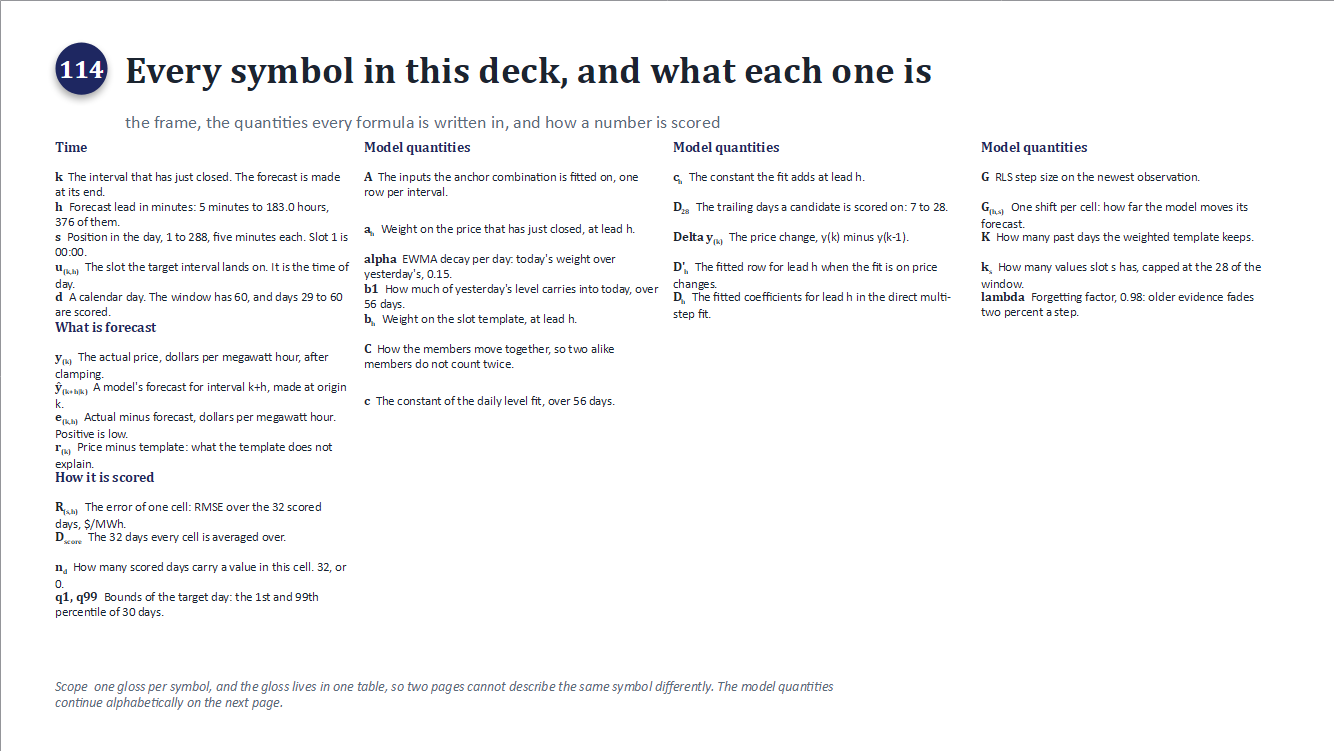 114
Every symbol in this deck, and what each one is
the frame, the quantities every formula is written in, and how a number is scored
Time
k The interval that has just closed. The forecast is made
at its end.
h Forecast lead in minutes: 5 minutes to 183.0 hours,
376 of them.
s Position in the day, 1 to 288, five minutes each. Slot 1 is
00:00.
u(k,h) The slot the target interval lands on. It is the time of
day.
d A calendar day. The window has 60, and days 29 to 60
are scored.
What is forecast
y(k) The actual price, dollars per megawatt hour, after
clamping.
ŷ(k+h|k) A model's forecast for interval k+h, made at origin
k.
e(k,h) Actual minus forecast, dollars per megawatt hour.
Positive is low.
r(k) Price minus template: what the template does not
explain.
How it is scored
R(s,h) The error of one cell: RMSE over the 32 scored
days, $/MWh.
Dscore The 32 days every cell is averaged over.
nd How many scored days carry a value in this cell. 32, or
0.
q1, q99 Bounds of the target day: the 1st and 99th
percentile of 30 days.
Model quantities
A The inputs the anchor combination is fitted on, one
row per interval.
ah Weight on the price that has just closed, at lead h.
alpha EWMA decay per day: today's weight over
yesterday's, 0.15.
b1 How much of yesterday's level carries into today, over
56 days.
bh Weight on the slot template, at lead h.
C How the members move together, so two alike
members do not count twice.
c The constant of the daily level fit, over 56 days.
Model quantities
ch The constant the fit adds at lead h.
D28 The trailing days a candidate is scored on: 7 to 28.
Delta y(k) The price change, y(k) minus y(k-1).
D'h The fitted row for lead h when the fit is on price
changes.
Dh The fitted coefficients for lead h in the direct multi-
step fit.
Model quantities
G RLS step size on the newest observation.
G(h,s) One shift per cell: how far the model moves its
forecast.
K How many past days the weighted template keeps.
ks How many values slot s has, capped at the 28 of the
window.
lambda Forgetting factor, 0.98: older evidence fades
two percent a step.
Scope one gloss per symbol, and the gloss lives in one table, so two pages cannot describe the same symbol differently. The model quantities
continue alphabetically on the next page.